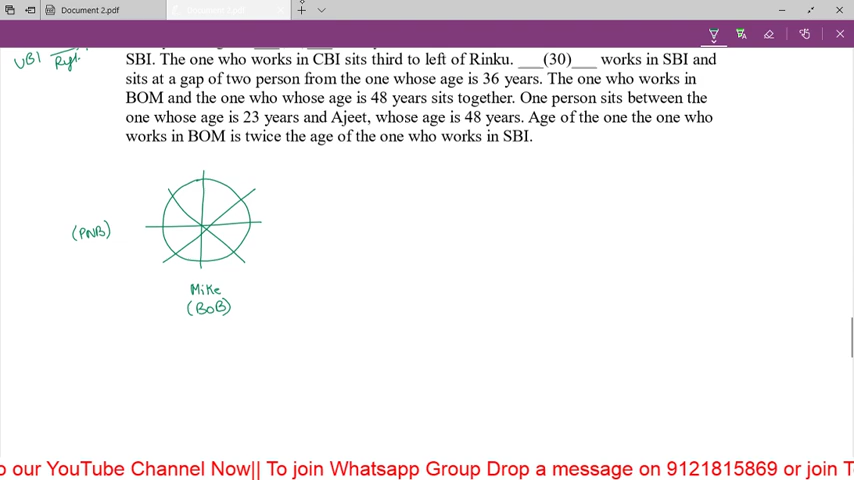 Document 2.pdf
Document 2.pdf
UBI
SBI. The one who works in CBI sits third to left of Rinku. ___(30)___ works in SBI and
sits at a gap of two person from the one whose age is 36 years. The one who works in
BOM and the one who whose age is 48 years sits together. One person sits between the
one whose age is 23 years and Ajeet, whose age is 48 years. Age of the one the one who
works in BOM is twice the age of the one who works in SBI.
(PNB)
Mike
(BOB)
o our YouTube Channel Now|| To join Whatsapp Group Drop a message on 9121815869 or join T